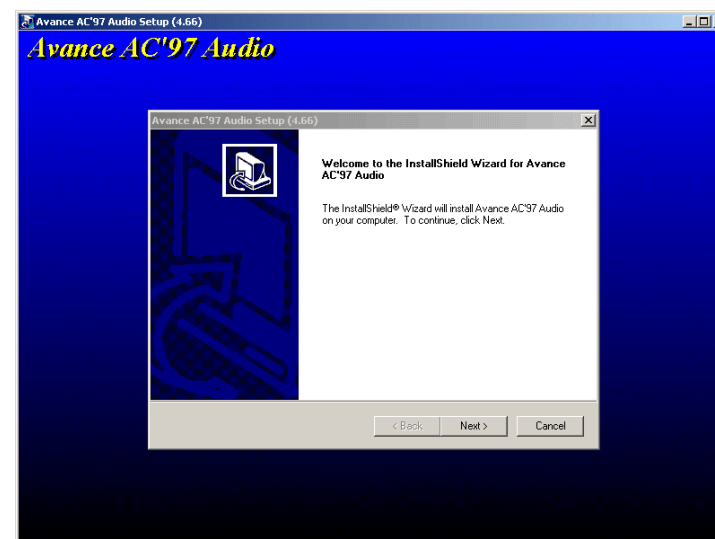 Avance AC'97 Audio Setup (4.66)
Avance AC'97 Audio
Avance AC'97 Audio Setup (4.66)
Welcome to the InstallShield Wizard for Avance
AC'97 Audio
The InstallShield® Wizard will install Avance AC'97 Audio
on your computer. To continue, click Next.
< Back
Next >
Cancel